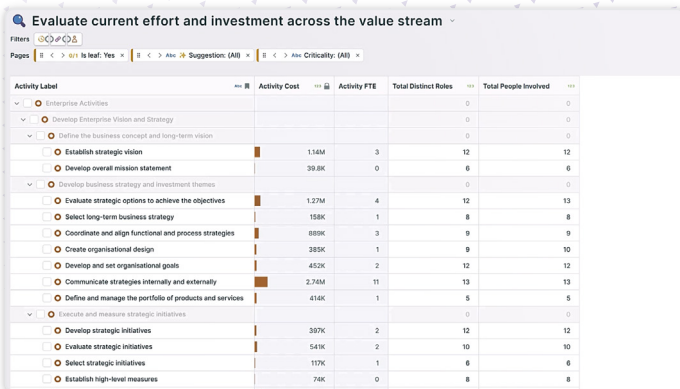 Evaluate current effort and investment across the value stream
Filters
Pages 0/1 Is leaf: Yes × Abc Suggestion: (All) × Abc Criticality: (All) ×
Activity Label Abc Activity Cost 123 Activity FTE Total Distinct Roles 123 Total People Involved 123
Enterprise Activities 0 0
Develop Enterprise Vision and Strategy 0 0
Define the business concept and long-term vision 0 0
Establish strategic vision 1.14M 3 12 12
Develop overall mission statement 39.8K 0 6 6
Develop business strategy and investment themes 0 0
Evaluate strategic options to achieve the objectives 1.27M 4 12 13
Select long-term business strategy 158K 1 8 8
Coordinate and align functional and process strategies 889K 3 9 9
Create organisational design 385K 1 9 10
Develop and set organisational goals 452K 2 12 12
Communicate strategies internally and externally 2.74M 11 13 13
Define and manage the portfolio of products and services 414K 1 5 5
Execute and measure strategic initiatives 0 0
Develop strategic initiatives 397K 2 12 12
Evaluate strategic initiatives 541K 2 10 10
Select strategic initiatives 117K 1 6 6
Establish high-level measures 74K 0 8 8